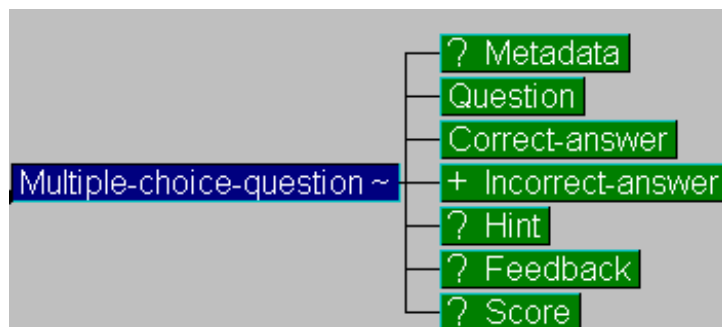 ? Metadata
Question
Correct-answer
Multiple-choice-question ~
+ Incorrect-answer
? Hint
? Feedback
? Score